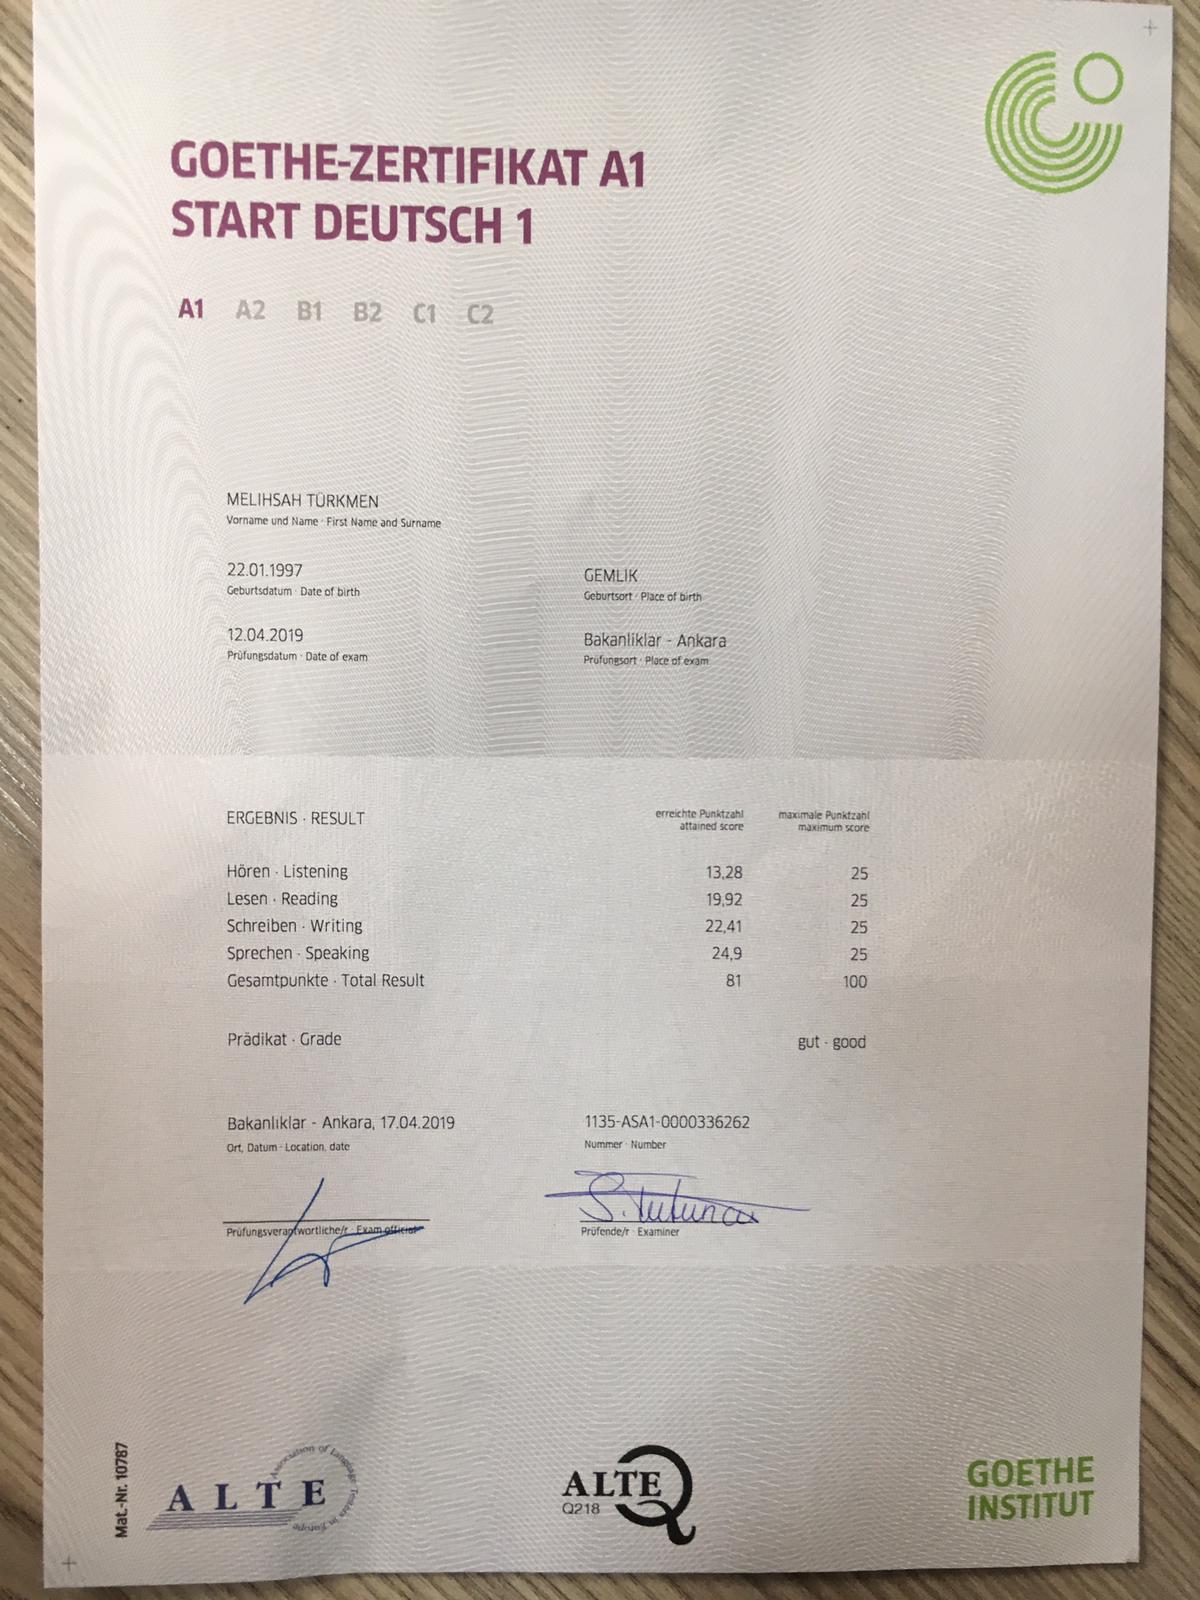 GOETHE-ZERTIFIKAT A1
START DEUTSCH 1
A1 A2 B1 B2 C1 C2
MELIHSAH TÜRKMEN
Vorname und Name · First Name and Surname
22.01.1997
Geburtsdatum · Date of birth
GEMLIK
Geburtsort · Place of birth
12.04.2019
Prüfungsdatum · Date of exam
Bakanliklar - Ankara
Prüfungsort · Place of exam
ERGEBNIS · RESULT
erreichte Punktzahl
attained score
maximale Punktzahl
maximum score
Hören · Listening 13,28 25
Lesen · Reading 19,92 25
Schreiben · Writing 22,41 25
Sprechen · Speaking 24,9 25
Gesamtpunkte · Total Result 81 100
Prädikat · Grade gut · good
Bakanlıklar - Ankara, 17.04.2019
Ort, Datum · Location, date
1135-ASA1-0000336262
Nummer · Number
Prüfungsverantwortliche/r · Exam official
Prüfende/r · Examiner
Mat.-Nr. 10787
ALTE
Association of Language Testers in Europe
ALTE
Q218
GOETHE
INSTITUT